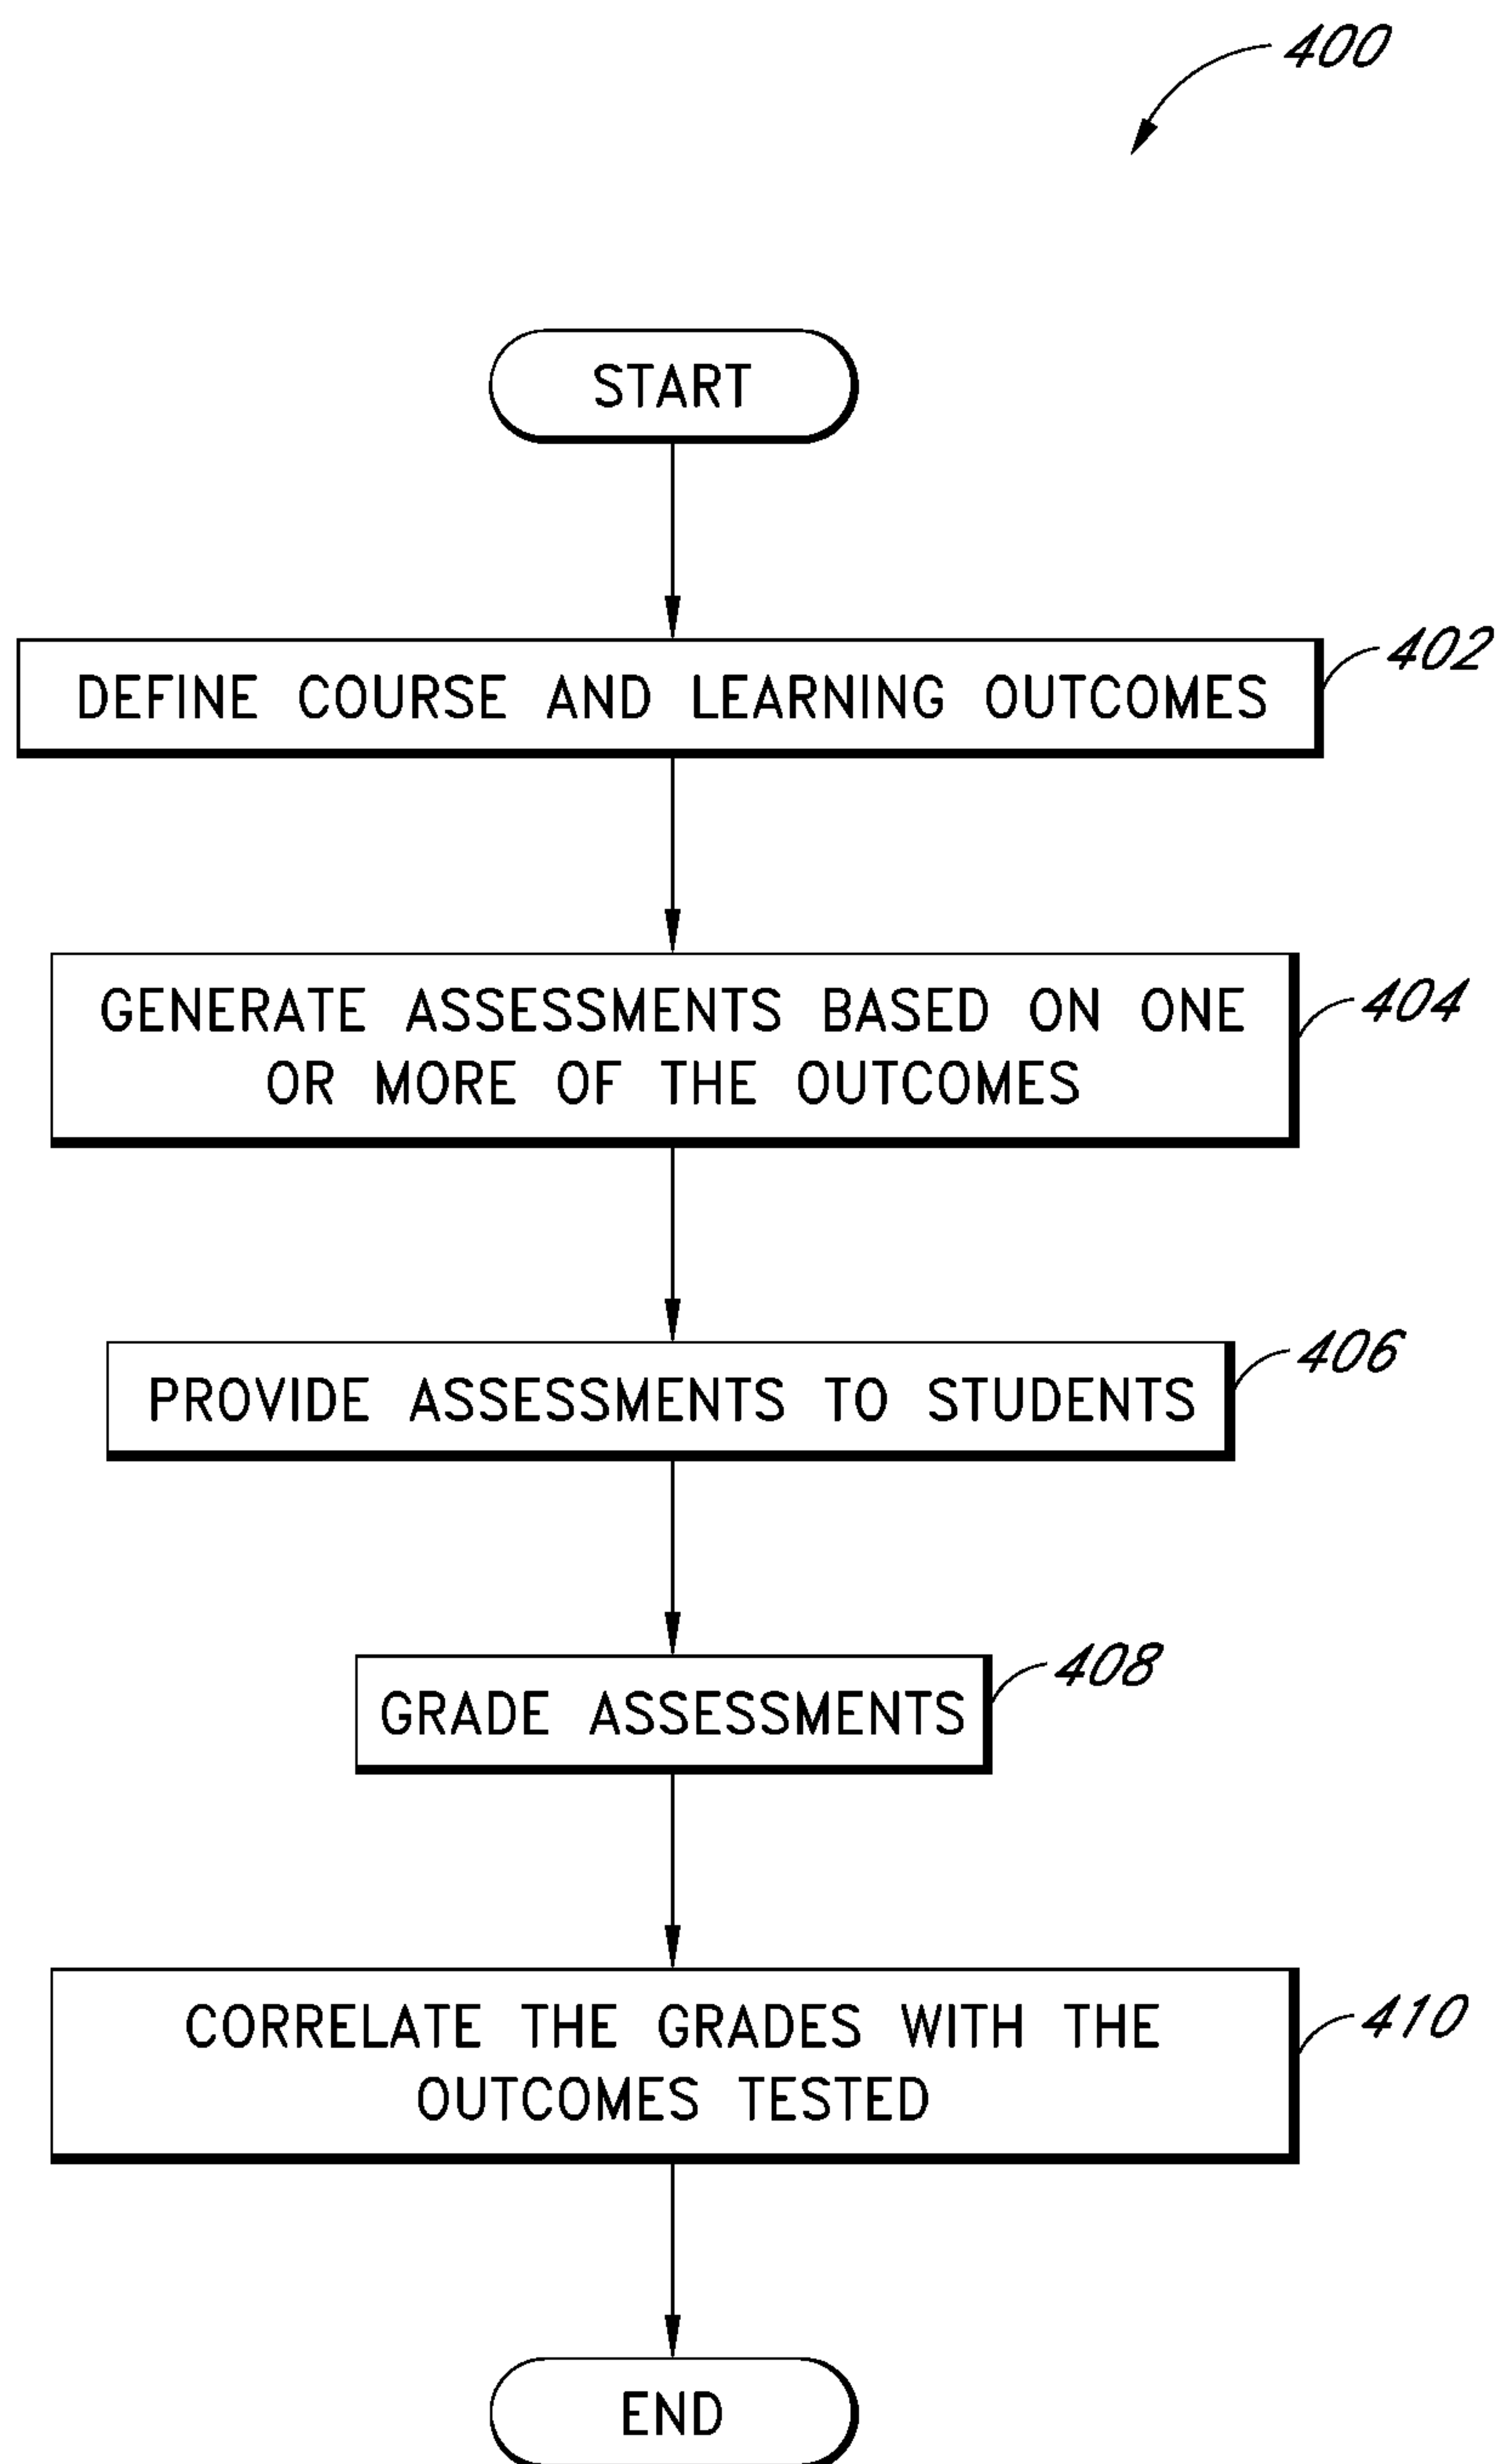 400
START
DEFINE COURSE AND LEARNING OUTCOMES
402
GENERATE ASSESSMENTS BASED ON ONE
OR MORE OF THE OUTCOMES
404
PROVIDE ASSESSMENTS TO STUDENTS
406
GRADE ASSESSMENTS
408
CORRELATE THE GRADES WITH THE
OUTCOMES TESTED
410
END